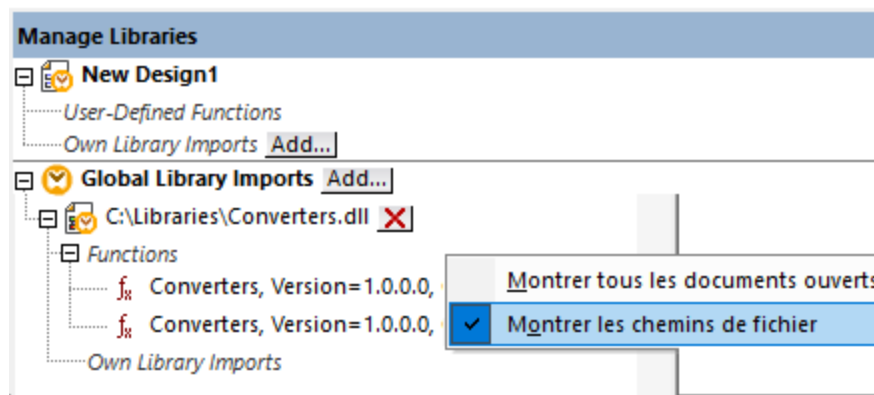 Manage Libraries
New Design1
User-Defined Functions
Own Library Imports Add...
Global Library Imports Add...
C:\Libraries\Converters.dll
Functions
fx Converters, Version=1.0.0.0,
fx Converters, Version=1.0.0.0,
Own Library Imports
Montrer tous les documents ouverts
Montrer les chemins de fichier